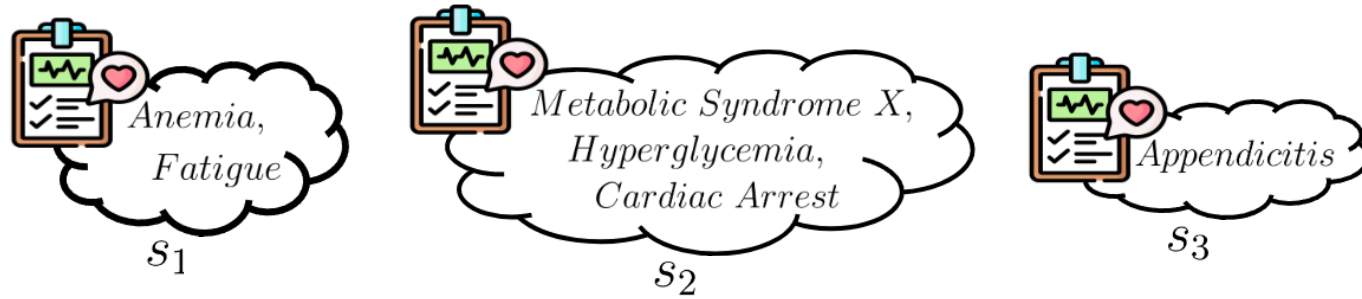 Anemia,
Fatigue
s₁
Metabolic Syndrome X,
Hyperglycemia,
Cardiac Arrest
s₂
Appendicitis
s₃